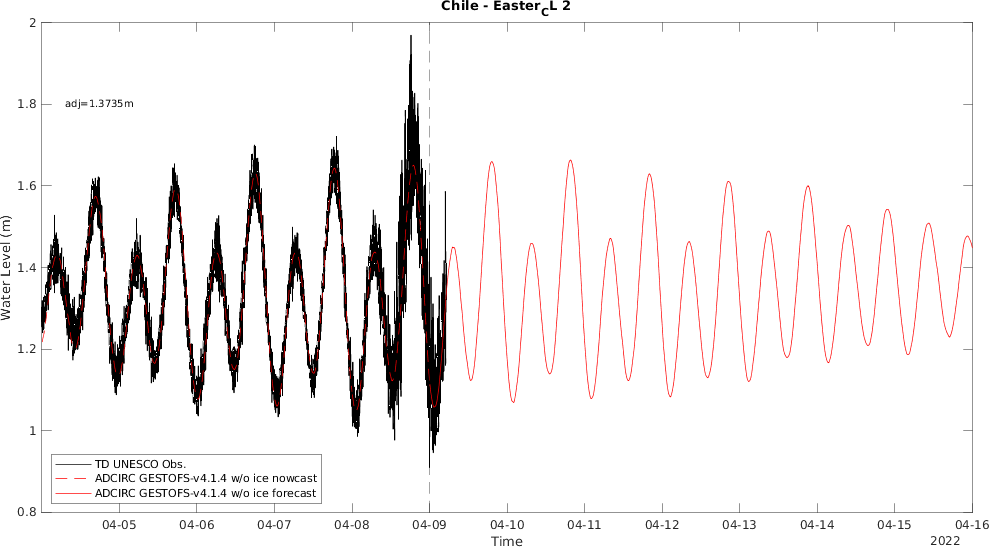 Chile - Easter_CL 2
2
1.8
adj=1.3735m
1.6
1.4
Water Level (m)
1.2
1
TD UNESCO Obs.
ADCIRC GESTOFS-v4.1.4 w/o ice nowcast
ADCIRC GESTOFS-v4.1.4 w/o ice forecast
0.8
04-05 04-06 04-07 04-08 04-09 04-10 04-11 04-12 04-13 04-14 04-15 04-16
Time
2022